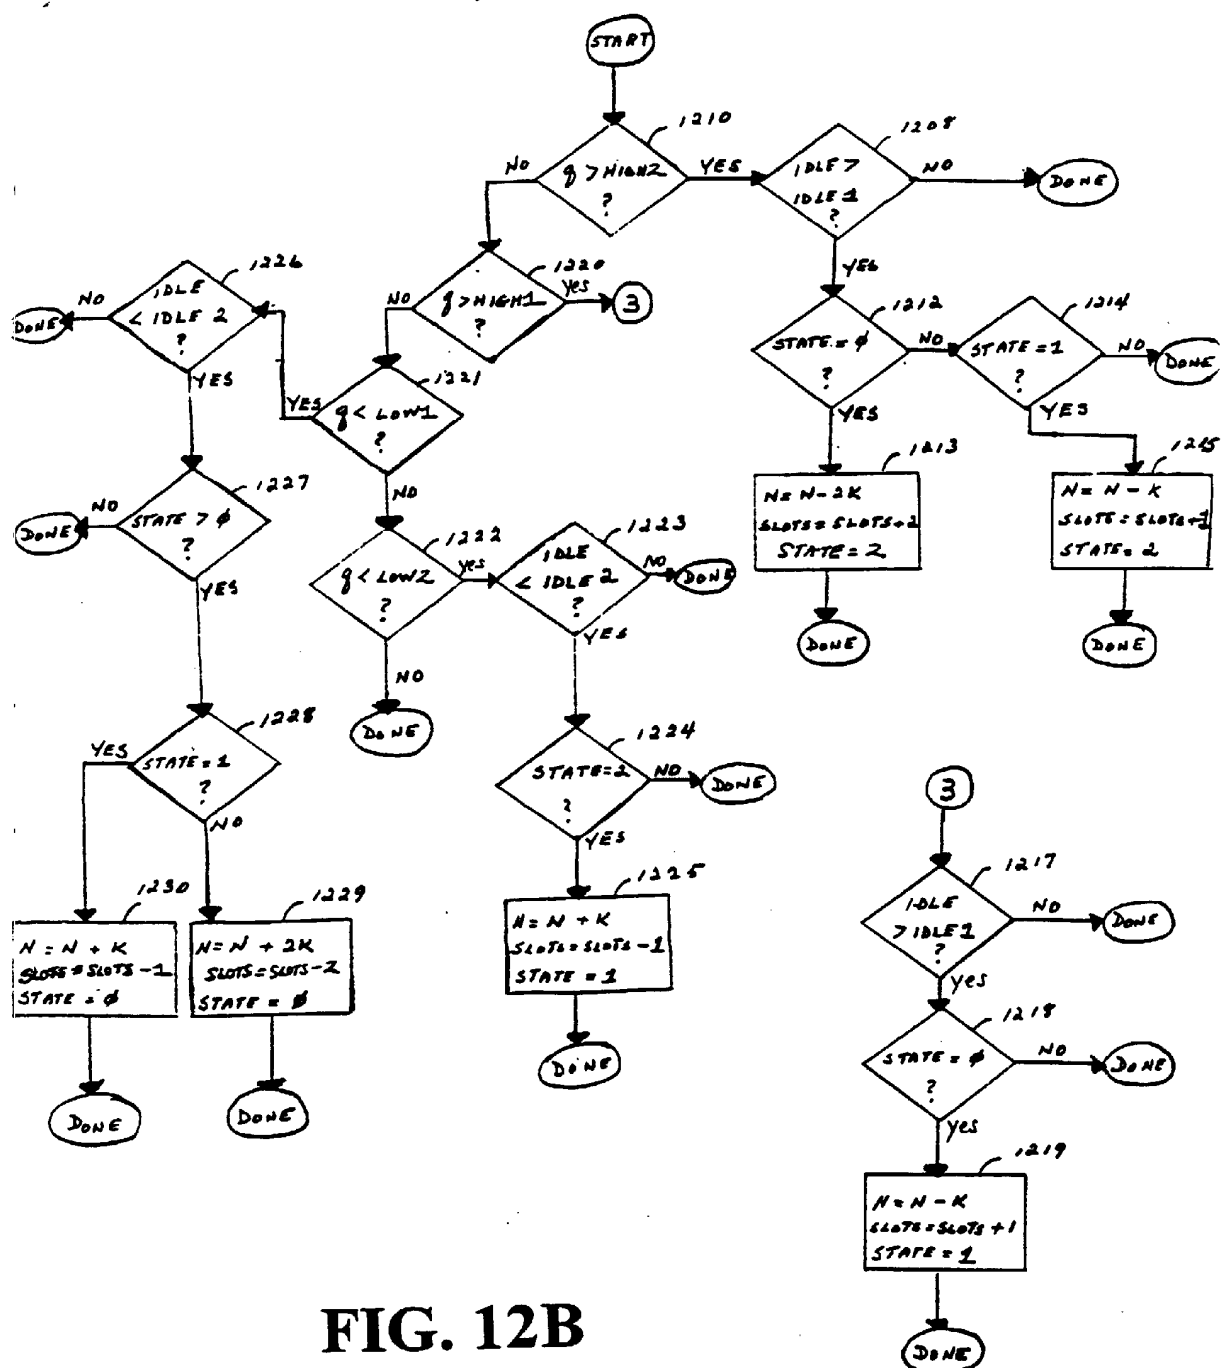 START
1210
q > HIGH2
?
NO
YES
1208
IDLE >
IDLE 1
?
NO
DONE
YES
1220
q > HIGH1
?
NO
yes
3
1226
IDLE
< IDLE 2
?
NO
DONE
YES
1212
STATE = φ
?
NO
YES
1214
STATE = 1
?
NO
DONE
YES
1221
q < LOW1
?
YES
NO
1213
N = N - 2K
SLOTS = SLOTS + 2
STATE = 2
DONE
1215
N = N - K
SLOTS = SLOTS + 1
STATE = 2
DONE
1227
STATE > φ
?
NO
DONE
YES
1222
q < LOW2
?
yes
NO
DONE
1223
IDLE
< IDLE 2
?
NO
DONE
YES
1228
STATE = 1
?
YES
NO
1224
STATE = 2
?
NO
DONE
YES
1230
N = N + K
SLOTS = SLOTS - 1
STATE = φ
DONE
1229
N = N + 2K
SLOTS = SLOTS - 2
STATE = φ
DONE
1225
N = N + K
SLOTS = SLOTS - 1
STATE = 1
DONE
3
1217
IDLE
> IDLE 1
?
NO
DONE
yes
1218
STATE = φ
?
NO
DONE
yes
1219
N = N - K
SLOTS = SLOTS + 1
STATE = 1
DONE
FIG. 12B